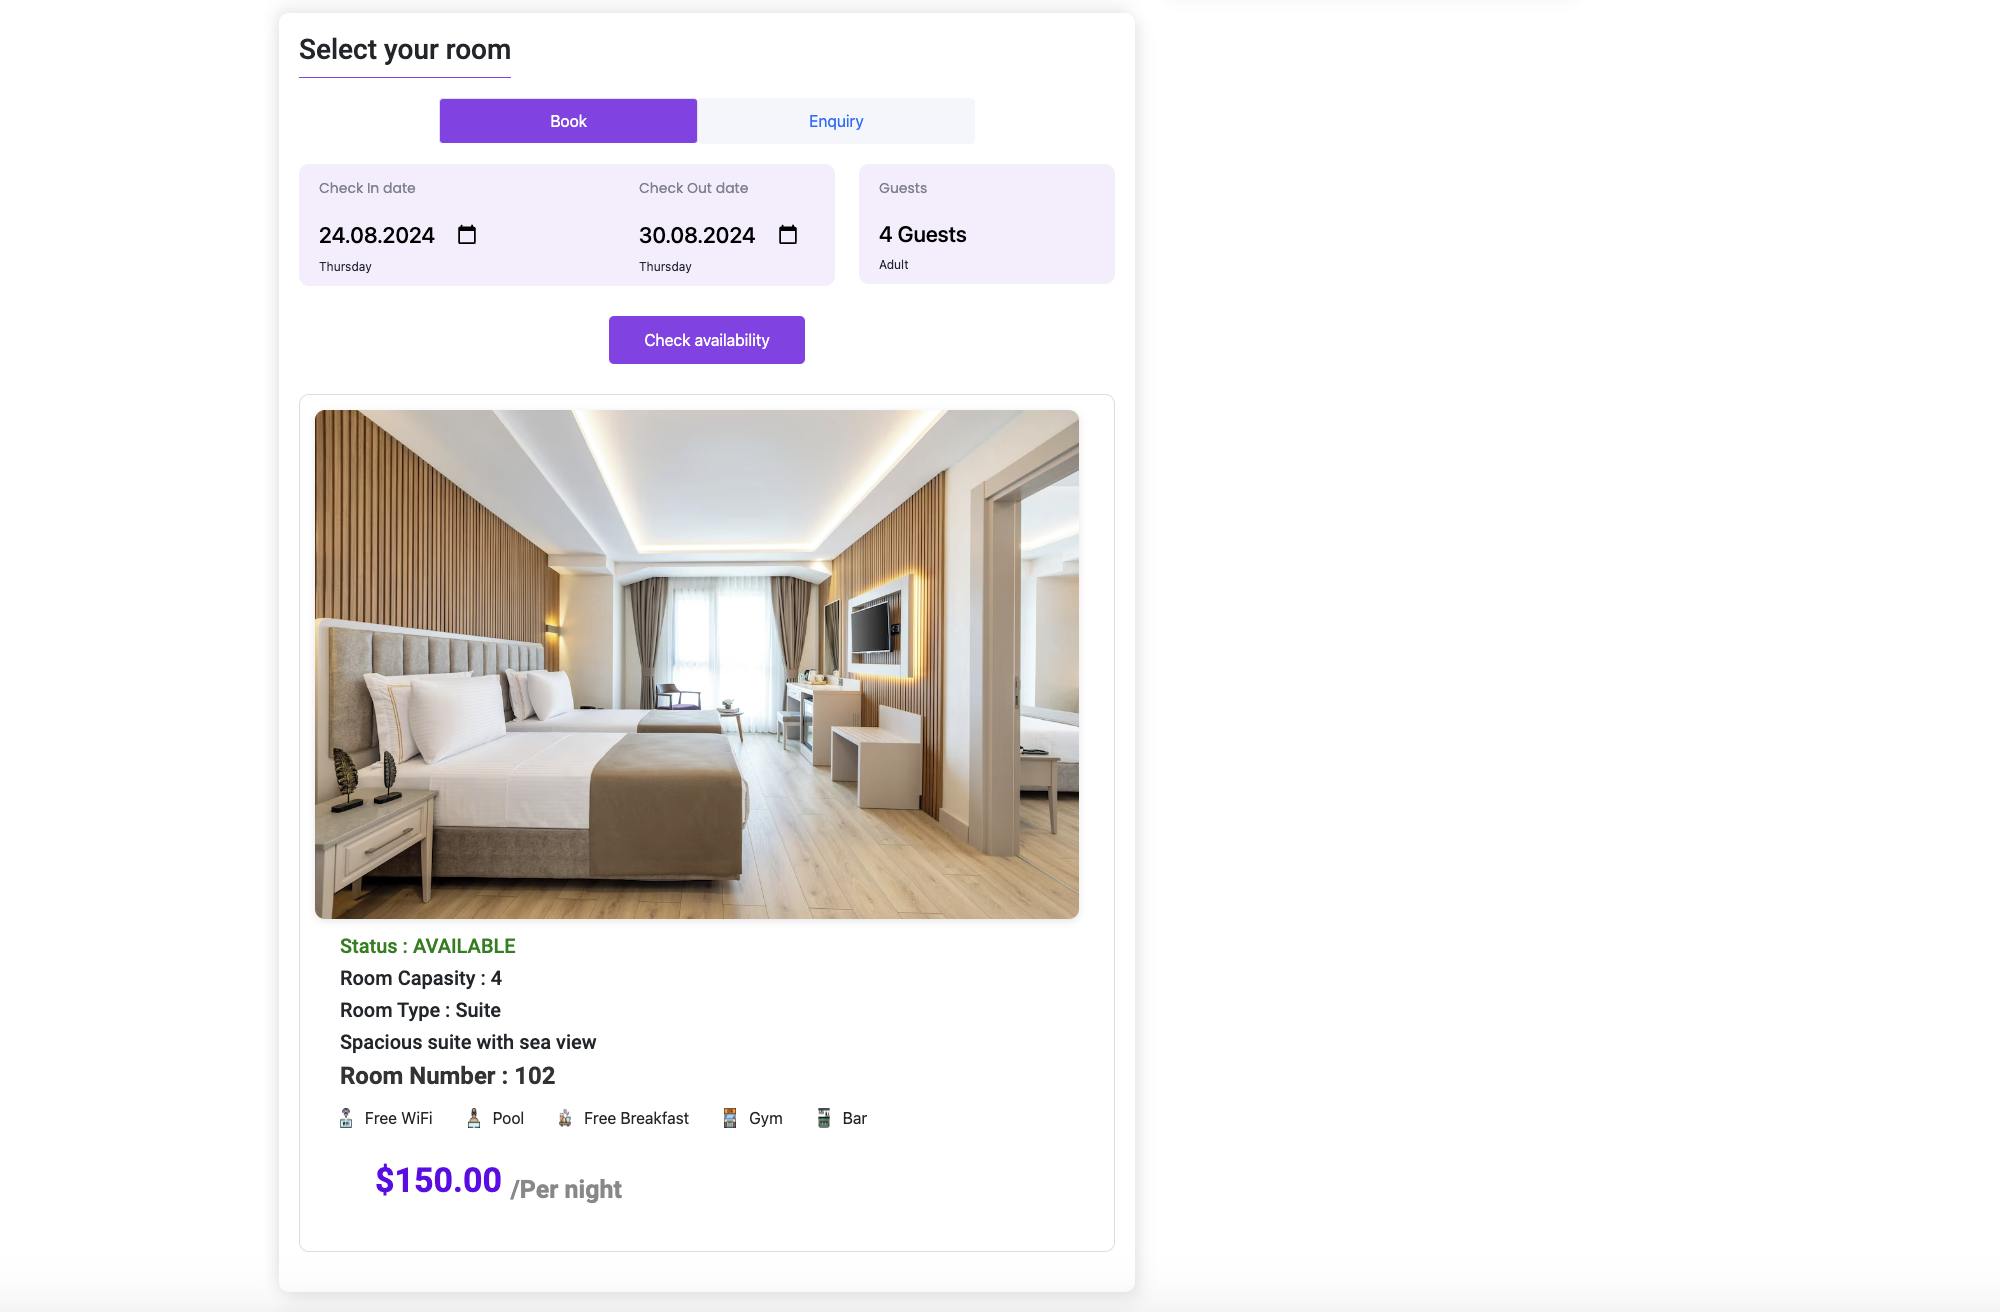 Select your room
Book Enquiry
Check In date Check Out date Guests
24.08.2024 30.08.2024 4 Guests
Thursday Thursday Adult
Check availability
Status : AVAILABLE
Room Capasity : 4
Room Type : Suite
Spacious suite with sea view
Room Number : 102
Free WiFi Pool Free Breakfast Gym Bar
$150.00 /Per night